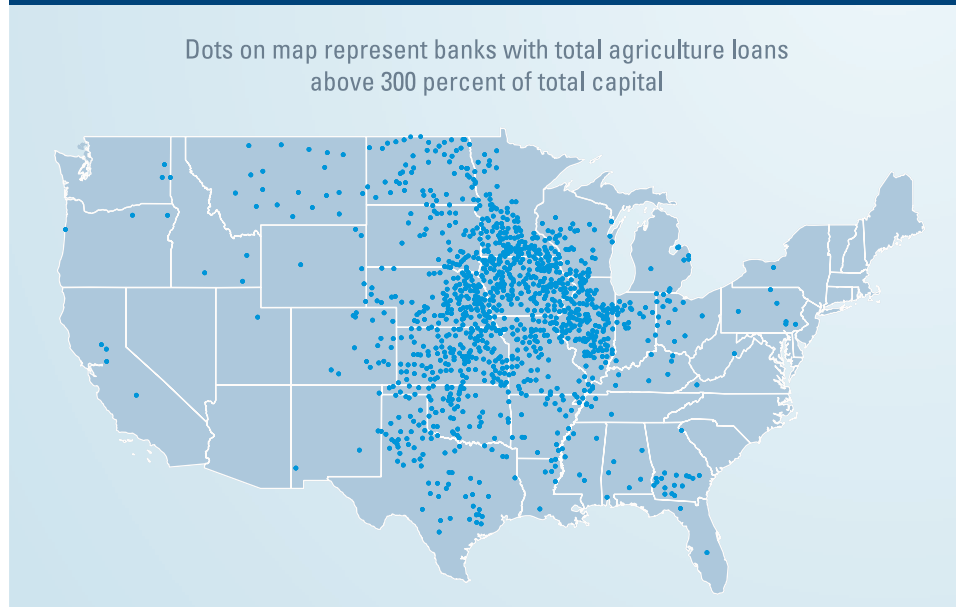 Dots on map represent banks with total agriculture loans
above 300 percent of total capital